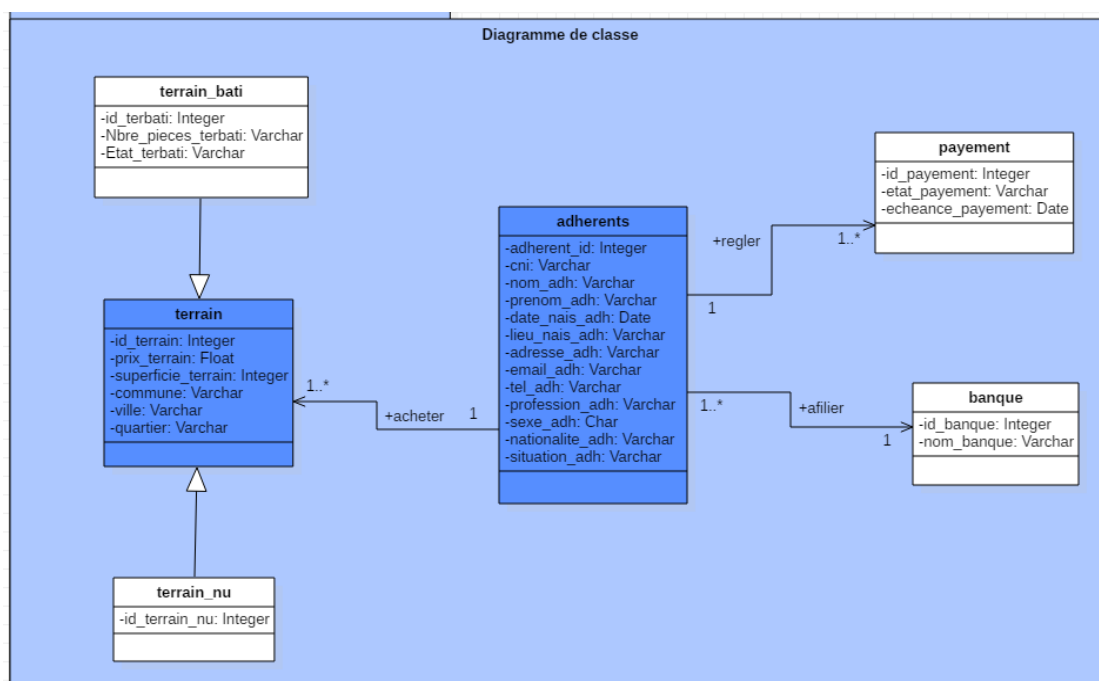 Diagramme de classe
terrain_bati
-id_terbati: Integer
-Nbre_pieces_terbati: Varchar
-Etat_terbati: Varchar
payement
-id_payement: Integer
-etat_payement: Varchar
-echeance_payement: Date
adherents
-adherent_id: Integer
-cni: Varchar
-nom_adh: Varchar
-prenom_adh: Varchar
-date_nais_adh: Date
-lieu_nais_adh: Varchar
-adresse_adh: Varchar
-email_adh: Varchar
-tel_adh: Varchar
-profession_adh: Varchar
-sexe_adh: Char
-nationalite_adh: Varchar
-situation_adh: Varchar
+regler
1..*
1
terrain
-id_terrain: Integer
-prix_terrain: Float
-superficie_terrain: Integer
-commune: Varchar
-ville: Varchar
-quartier: Varchar
1..*
+acheter
1
1..*
+afilier
1
banque
-id_banque: Integer
-nom_banque: Varchar
terrain_nu
-id_terrain_nu: Integer